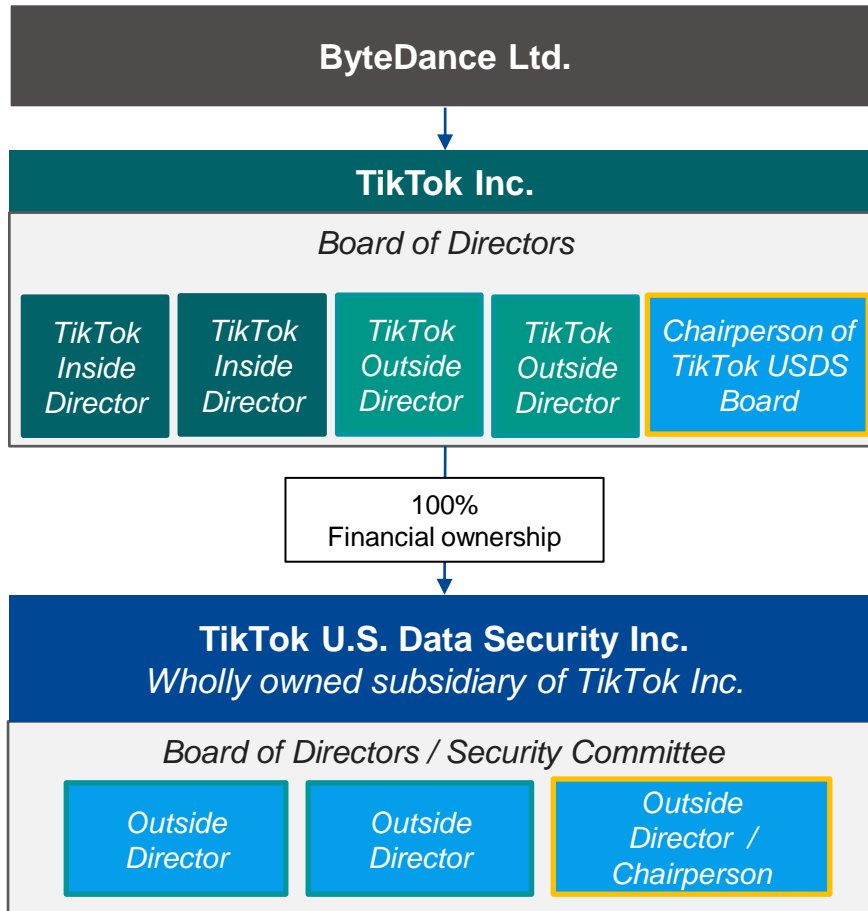 ByteDance Ltd.
TikTok Inc.
Board of Directors
TikTok
Inside
Director
TikTok
Inside
Director
TikTok
Outside
Director
TikTok
Outside
Director
Chairperson of
TikTok USDS
Board
100%
Financial ownership
TikTok U.S. Data Security Inc.
Wholly owned subsidiary of TikTok Inc.
Board of Directors / Security Committee
Outside
Director
Outside
Director
Outside
Director /
Chairperson